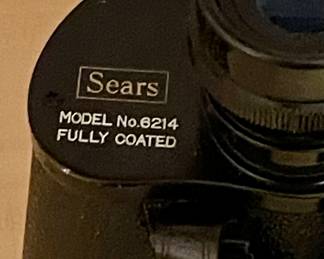 Sears
MODEL No.6214
FULLY COATED